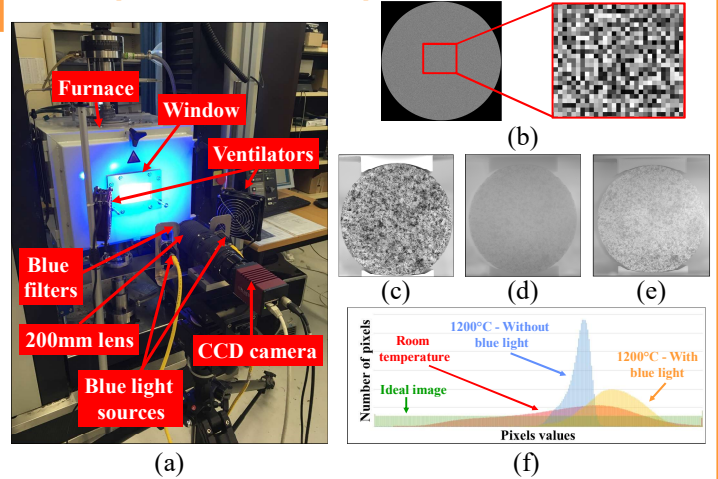 Furnace
Window
Ventilators
Blue
filters
200mm lens
CCD camera
Blue light
sources
(a)
(b)
(c)
(d)
(e)
Number of pixels
1200°C - Without
blue light
Room
temperature
1200°C - With
blue light
Ideal image
Pixels values
(f)